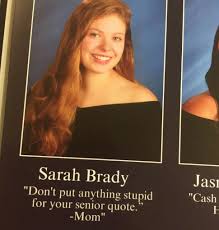 Sarah Brady
"Don't put anything stupid
for your senior quote."
-Mom"
Jas
"Cash
H